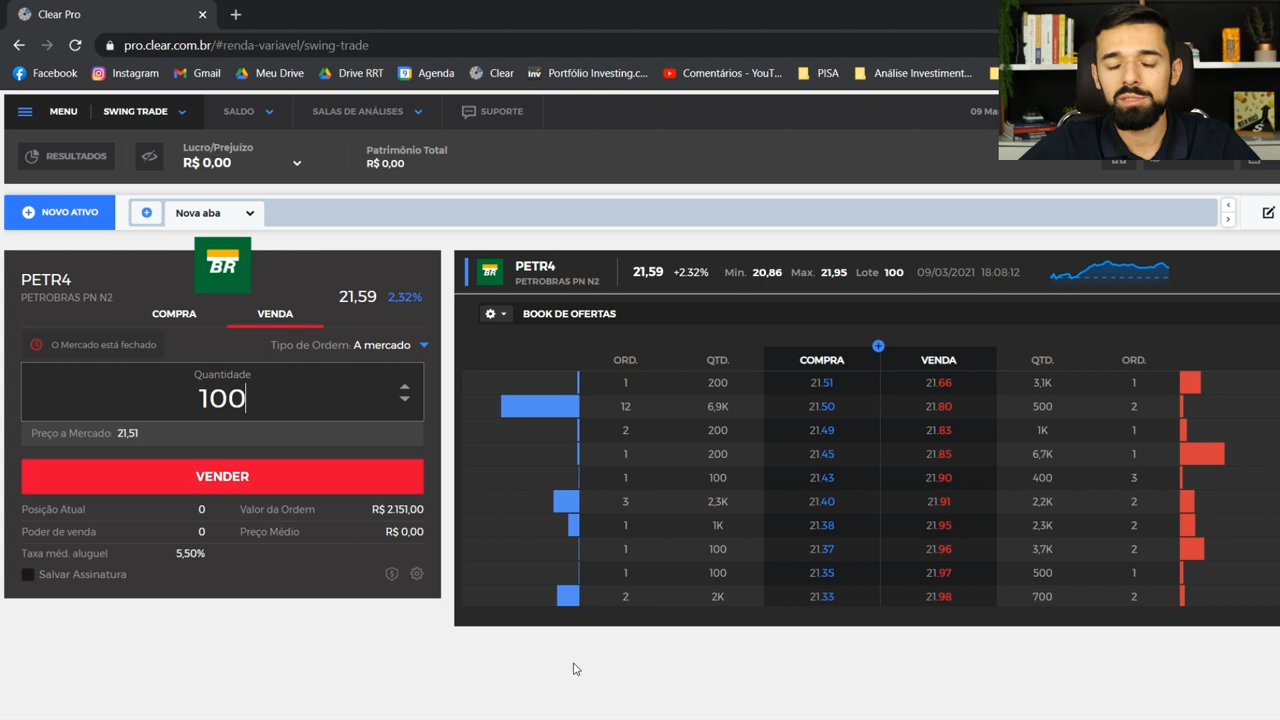 Clear Pro
pro.clear.com.br/#renda-variavel/swing-trade
Facebook Instagram Gmail Meu Drive Drive RRT Agenda Clear inv Portfólio Investing.c... Comentários - YouT... PISA Análise Investiment...
MENU SWING TRADE SALDO SALAS DE ANÁLISES SUPORTE 09 Ma
RESULTADOS
Lucro/Prejuízo
R$ 0,00
Patrimônio Total
R$ 0,00
NOVO ATIVO Nova aba
BR
PETR4
PETROBRAS PN N2
21,59 2,32%
COMPRA VENDA
O Mercado está fechado
Tipo de Ordem: A mercado
Quantidade
100
Preço a Mercado: 21,51
VENDER
Posição Atual 0 Valor da Ordem R$ 2.151,00
Poder de venda 0 Preço Médio R$ 0,00
Taxa méd. aluguel 5,50%
Salvar Assinatura
BR
PETR4
PETROBRAS PN N2
21,59 +2.32% Min. 20,86 Max. 21,95 Lote 100 09/03/2021 18:08:12
BOOK DE OFERTAS
ORD. QTD. COMPRA VENDA QTD. ORD.
1 200 21.51 21.66 3,1K 1
12 6,9K 21.50 21.80 500 2
2 200 21.49 21.83 1K 1
1 200 21.45 21.85 6,7K 1
1 100 21.43 21.90 400 3
3 2,3K 21.40 21.91 2,2K 2
1 1K 21.38 21.95 2,3K 2
1 100 21.37 21.96 3,7K 2
1 100 21.35 21.97 500 1
2 2K 21.33 21.98 700 2